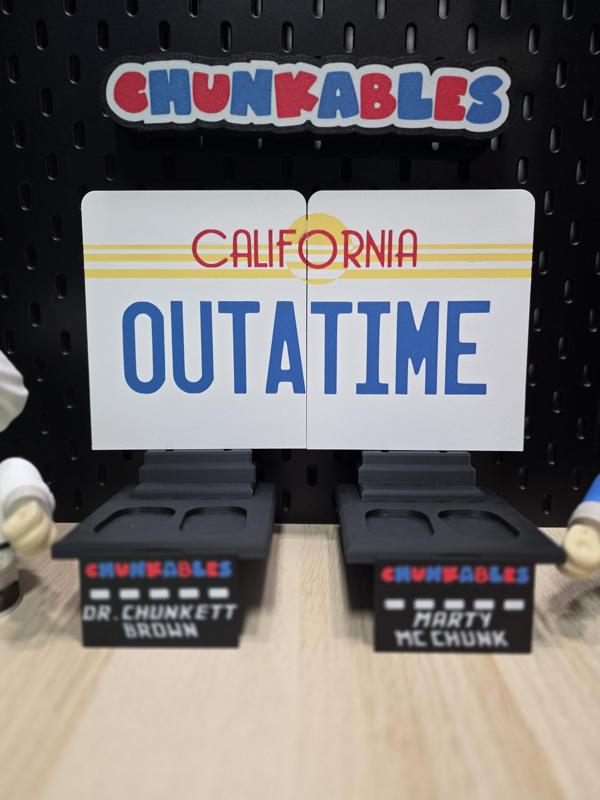 CHUNKABLES
CALIFORNIA
OUTATIME
CHUNKABLES
DR. CHUNKETT
BROWN
CHUNKABLES
MARTY
MC CHUNK